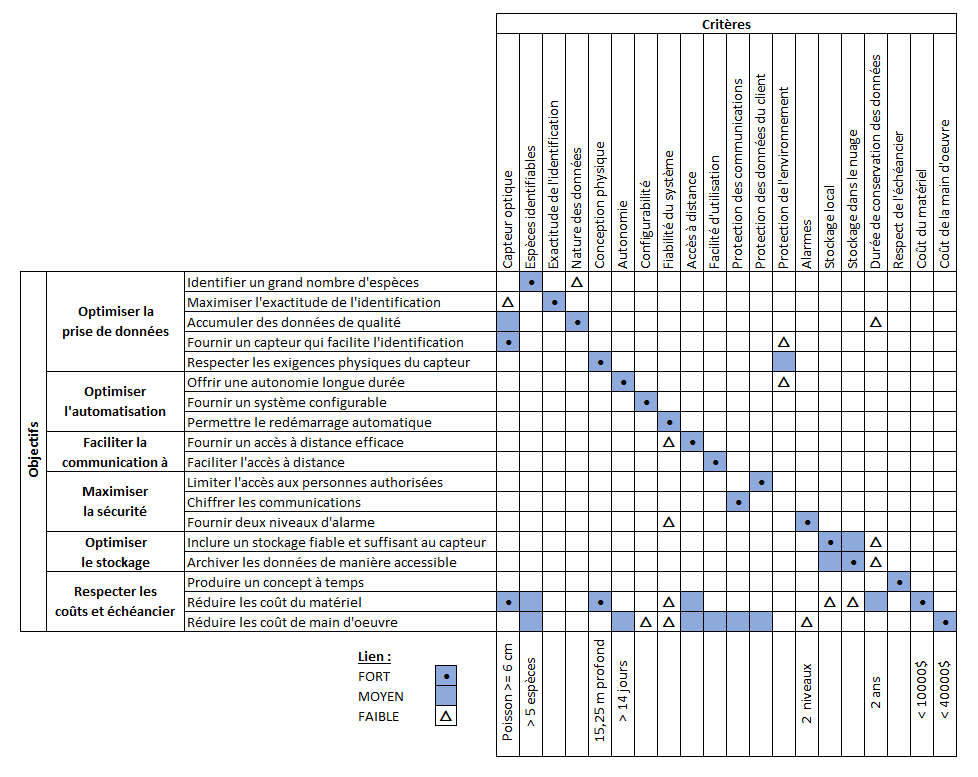 Critères
Capteur optique
Espèces identifiables
Exactitude de l'identification
Nature des données
Conception physique
Autonomie
Configurabilité
Fiabilité du système
Accès à distance
Facilité d'utilisation
Protection des communications
Protection des données du client
Protection de l'environnement
Alarmes
Stockage local
Stockage dans le nuage
Durée de conservation des données
Respect de l'échéancier
Coût du matériel
Coût de la main d'oeuvre
Objectifs
Optimiser la
prise de données
Identifier un grand nombre d'espèces
Maximiser l'exactitude de l'identification
Accumuler des données de qualité
Fournir un capteur qui facilite l'identification
Respecter les exigences physiques du capteur
Optimiser
l'automatisation
Offrir une autonomie longue durée
Fournir un système configurable
Permettre le redémarrage automatique
Faciliter la
communication à
Fournir un accès à distance efficace
Faciliter l'accès à distance
Maximiser
la sécurité
Limiter l'accès aux personnes authorisées
Chiffrer les communications
Fournir deux niveaux d'alarme
Optimiser
le stockage
Inclure un stockage fiable et suffisant au capteur
Archiver les données de manière accessible
Respecter les
coûts et échéancier
Produire un concept à temps
Réduire les coût du matériel
Réduire les coût de main d'oeuvre
Lien :
FORT
MOYEN
FAIBLE
Poisson >= 6 cm
> 5 espèces
15,25 m profond
> 14 jours
2 niveaux
2 ans
< 10000$
< 40000$